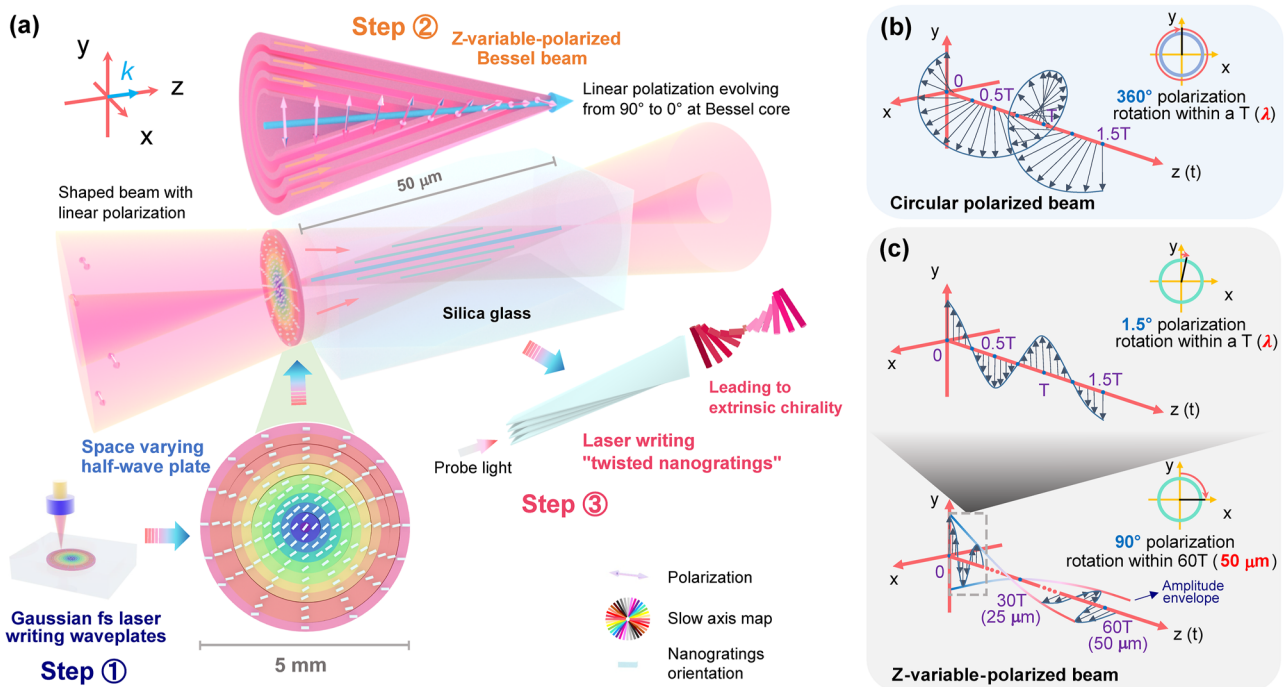 (a)
y
k
z
x
Step ②
Z-variable-polarized
Bessel beam
Linear polatization evolving
from 90° to 0° at Bessel core
Shaped beam with
linear polarization
50 μm
Silica glass
Space varying
half-wave plate
Probe light
Laser writing
"twisted nanogratings"
Leading to
extrinsic chirality
Step ③
Gaussian fs laser
writing waveplates
Step ①
5 mm
Polarization
Slow axis map
Nanogratings
orientation
(b)
y
x
0
0.5T
T
1.5T
z (t)
y
x
360° polarization
rotation within a T (λ)
Circular polarized beam
(c)
y
x
0
0.5T
T
1.5T
z (t)
y
x
1.5° polarization
rotation within a T (λ)
y
x
0
30T
(25 μm)
60T
(50 μm)
z (t)
y
x
90° polarization
rotation within 60T (50 μm)
Amplitude
envelope
Z-variable-polarized beam